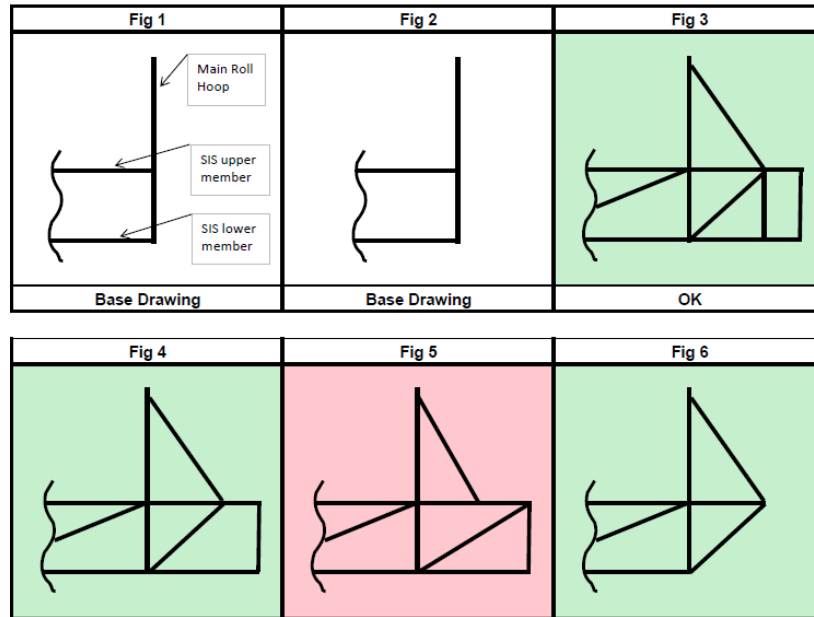 Fig 1
Fig 2
Fig 3
Main Roll
Hoop
SIS upper
member
SIS lower
member
Base Drawing
Base Drawing
OK
Fig 4
Fig 5
Fig 6